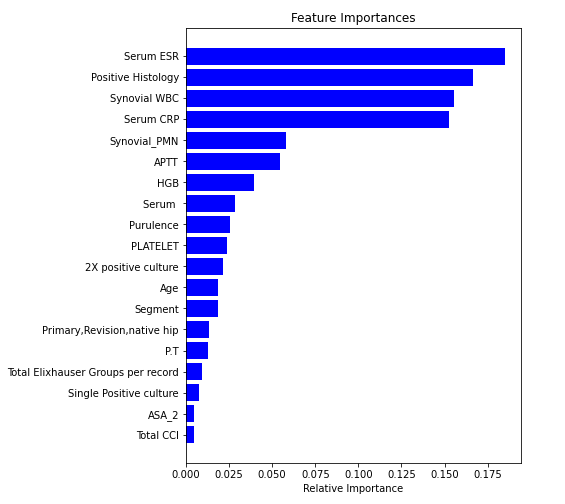 Feature Importances
Serum ESR
Positive Histology
Synovial WBC
Serum CRP
Synovial_PMN
APTT
HGB
Serum
Purulence
PLATELET
2X positive culture
Age
Segment
Primary,Revision,native hip
P.T
Total Elixhauser Groups per record
Single Positive culture
ASA_2
Total CCI
0.000 0.025 0.050 0.075 0.100 0.125 0.150 0.175
Relative Importance